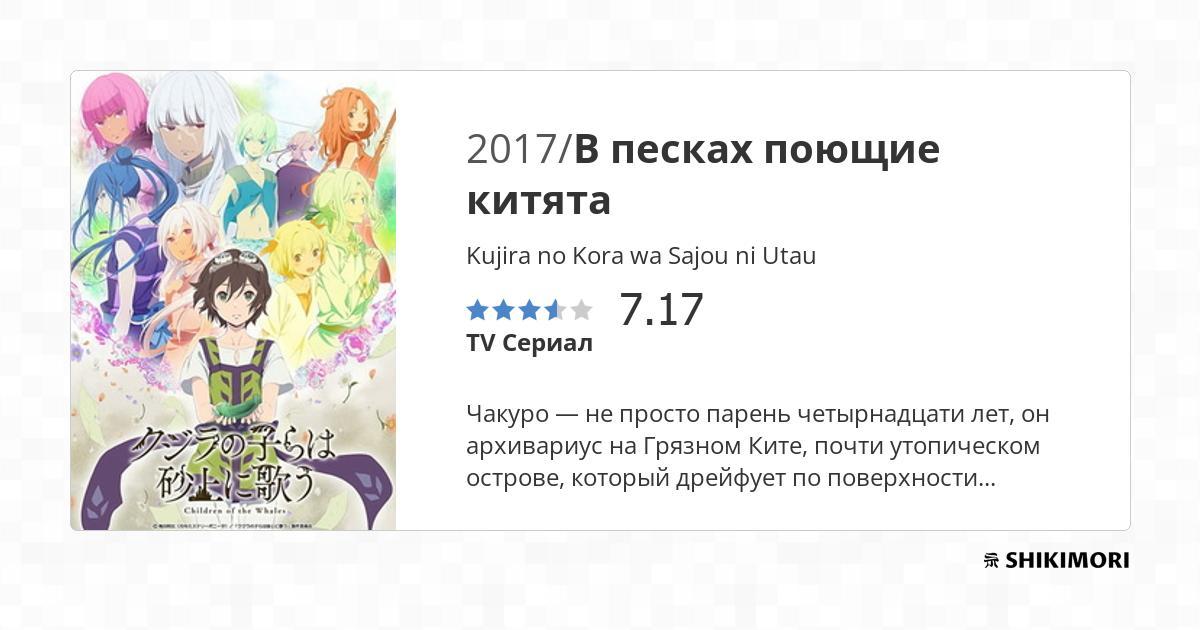 2017/В песках поющие
китята
Kujira no Kora wa Sajou ni Utau
7.17
TV Сериал
Чакуро — не просто парень четырнадцати лет, он
архивариус на Грязном Ките, почти утопическом
острове, который дрейфует по поверхности...
クジラの子らは
砂上に歌う
Children of the Whales
SHIKIMORI